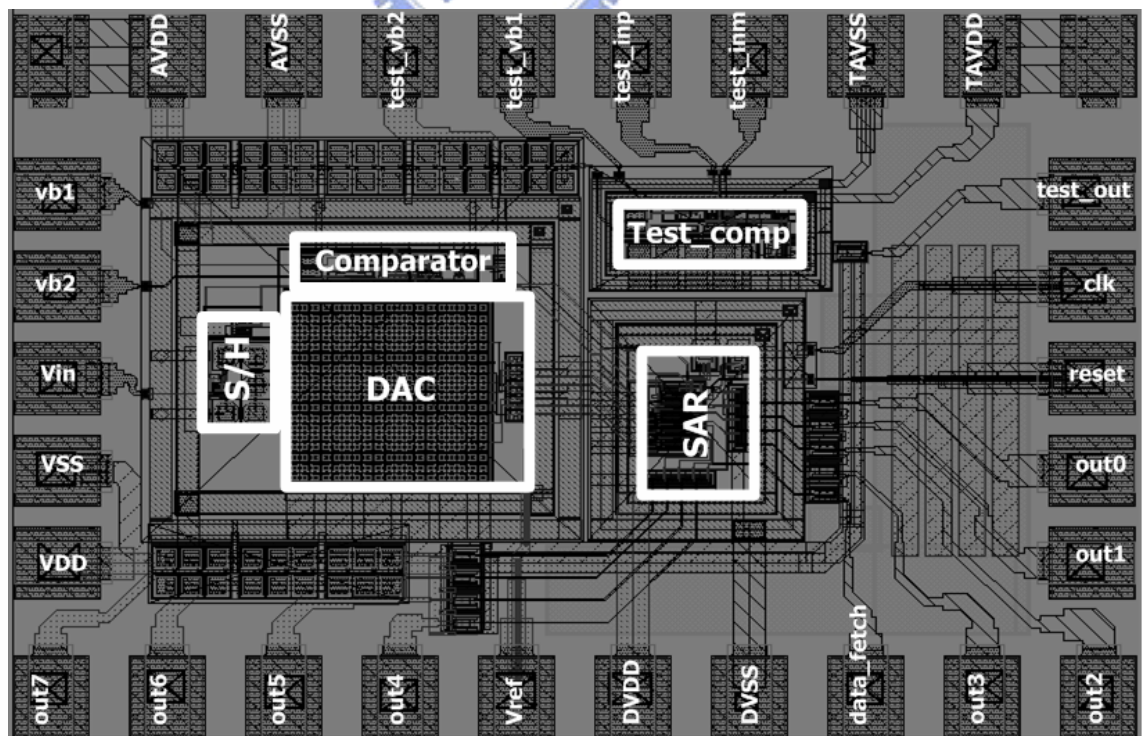 AVDD
AVSS
test_vb2
test_vb1
test_inp
test_inm
TAVSS
TAVDD
vb1
test_out
Test_comp
vb2
Comparator
clk
Vin
S/H
DAC
SAR
reset
VSS
out0
VDD
out1
out7
out6
out5
out4
Vref
DVDD
DVSS
data_fetch
out3
out2